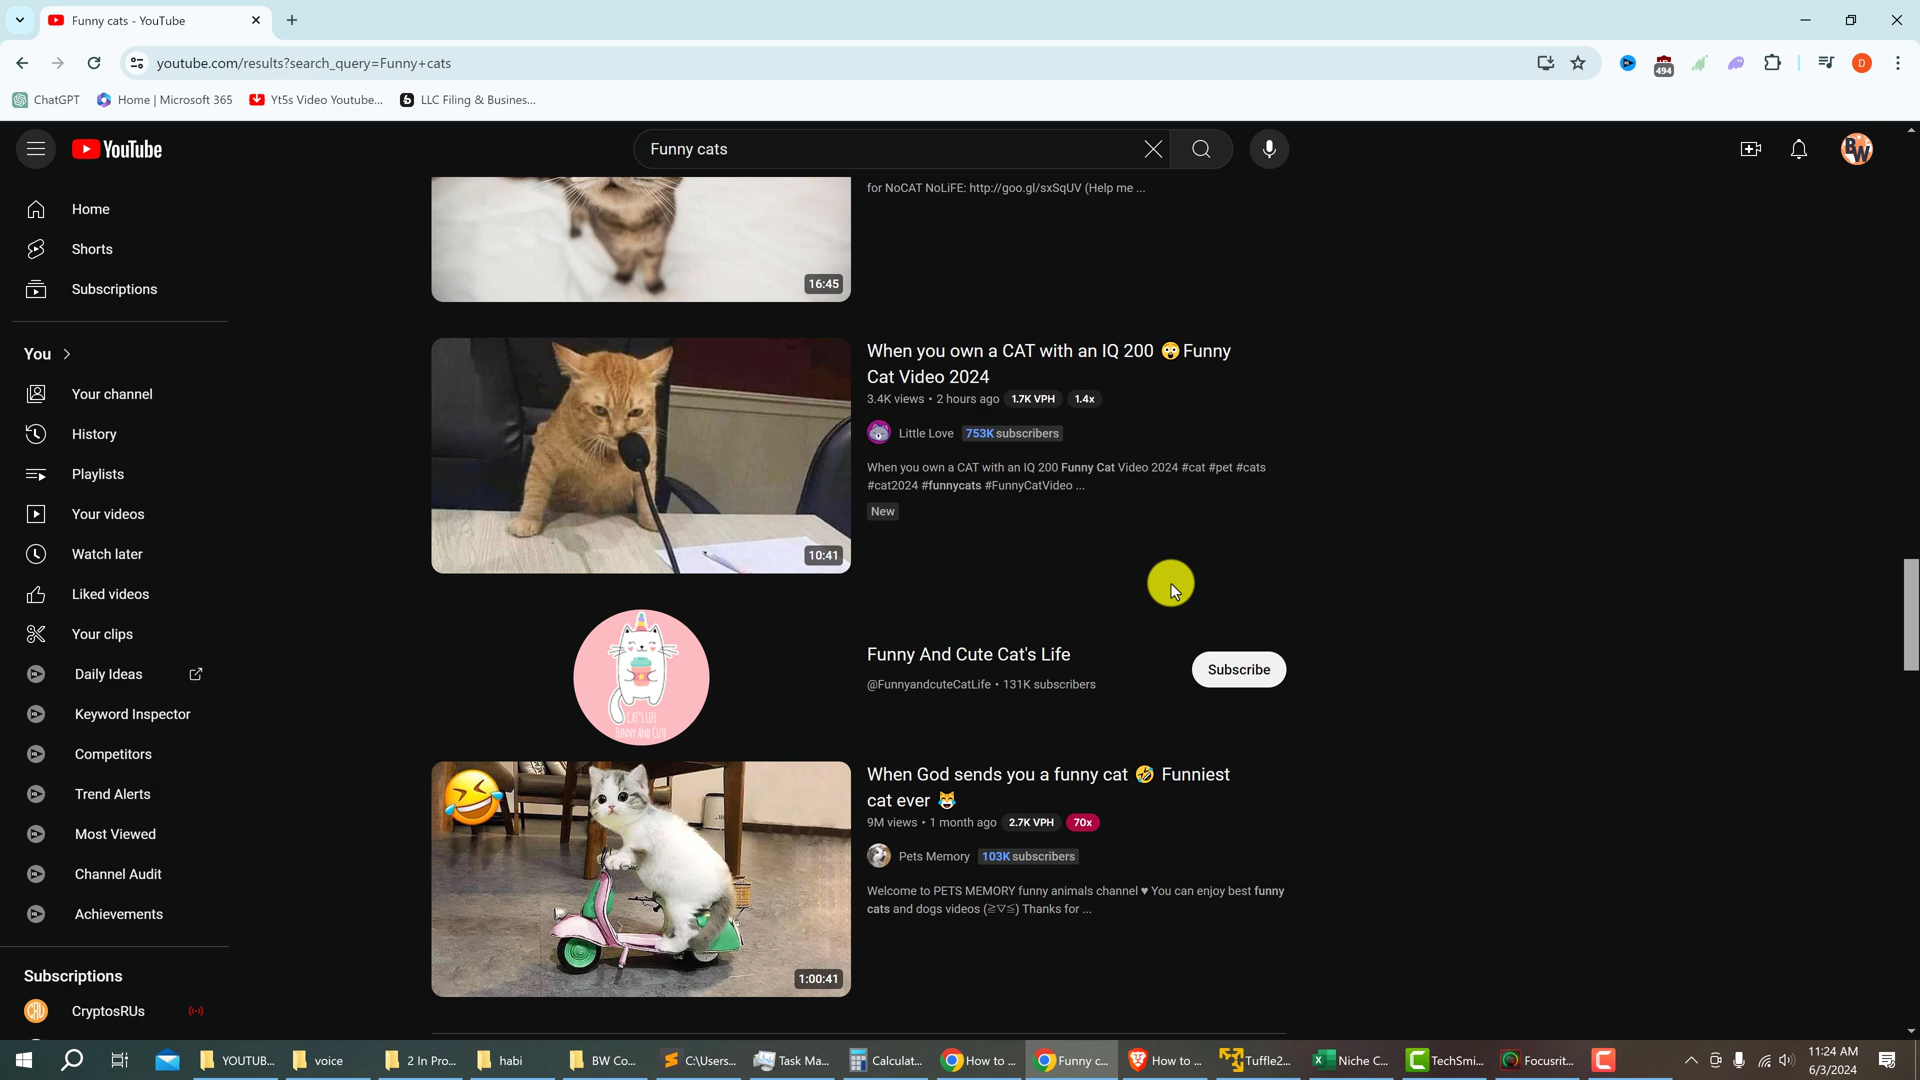 Funny cats - YouTube
youtube.com/results?search_query=Funny+cats
494
D
ChatGPT
Home | Microsoft 365
Yt5s Video Youtube...
LLC Filing & Busines...
YouTube
Funny cats
BW
Home
Shorts
Subscriptions
You
Your channel
History
Playlists
Your videos
Watch later
Liked videos
Your clips
Daily Ideas
Keyword Inspector
Competitors
Trend Alerts
Most Viewed
Channel Audit
Achievements
Subscriptions
CRU
CryptosRUs
16:45
for NoCAT NoLiFE: http://goo.gl/sxSqUV (Help me ...
10:41
When you own a CAT with an IQ 200 😲 Funny
Cat Video 2024
3.4K views • 2 hours ago 1.7K VPH 1.4x
Little Love 753K subscribers
When you own a CAT with an IQ 200 Funny Cat Video 2024 #cat #pet #cats
#cat2024 #funnycats #FunnyCatVideo ...
New
CAT'S LIFE
FUNNY AND CUTE
Funny And Cute Cat's Life
@FunnyandcuteCatLife • 131K subscribers
Subscribe
1:00:41
When God sends you a funny cat 🤣 Funniest
cat ever 😹
9M views • 1 month ago 2.7K VPH 70x
Pets Memory 103K subscribers
Welcome to PETS MEMORY funny animals channel ♥ You can enjoy best funny
cats and dogs videos (≧▽≦) Thanks for ...
YOUTUB...
voice
2 In Pro...
habi
BW Co...
C:\Users...
Task Ma...
Calculat...
How to ...
Funny c...
How to ...
Tuffle2...
Niche C...
TechSmi...
Focusrit...
11:24 AM
6/3/2024